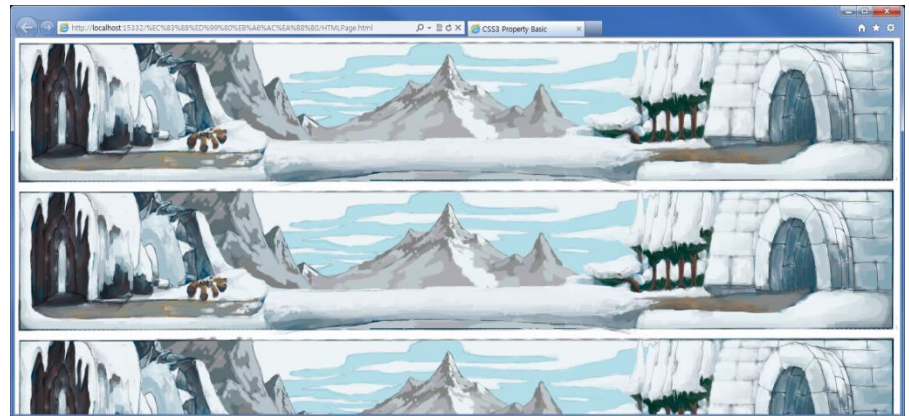 http://localhost:15332/%EC%83%88%ED%99%80%EB%A6%AC%EA%B8%80/HTMLPage.html
CSS3 Property Basic